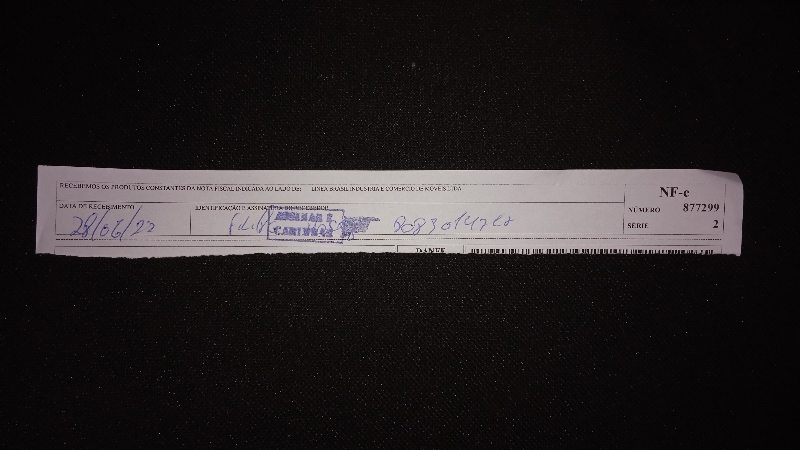 RECEBEMOS OS PRODUTOS CONSTANTES DA NOTA FISCAL INDICADA AO LADO DE: LINEA BRASIL INDUSTRIA E COMERCIO DE MOVEIS LTDA
NF-e
NÚMERO 877299
SÉRIE 2
DATA DE RECEBIMENTO
IDENTIFICAÇÃO E ASSINATURA DO RECEBEDOR
28/06/22
DANFE